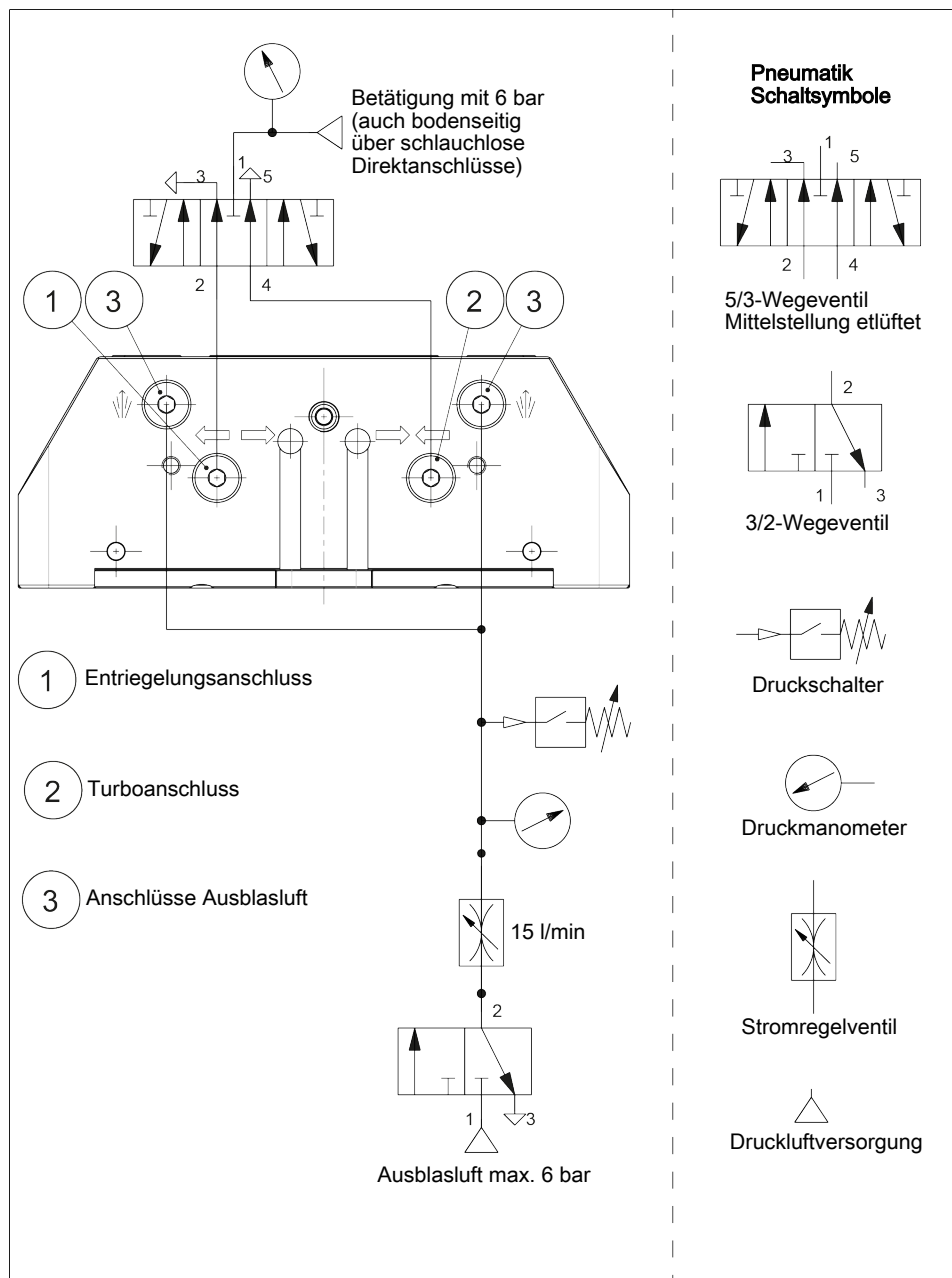 Betätigung mit 6 bar
(auch bodenseitig
über schlauchlose
Direktanschlüsse)
3
1
5
2
4
1
3
2
3
1 Entriegelungsanschluss
2 Turboanschluss
3 Anschlüsse Ausblasluft
15 l/min
2
1
3
Ausblasluft max. 6 bar
Pneumatik
Schaltsymbole
3
1
5
2
4
5/3-Wegeventil
Mittelstellung etlüftet
2
1
3
3/2-Wegeventil
Druckschalter
Druckmanometer
Stromregelventil
Druckluftversorgung